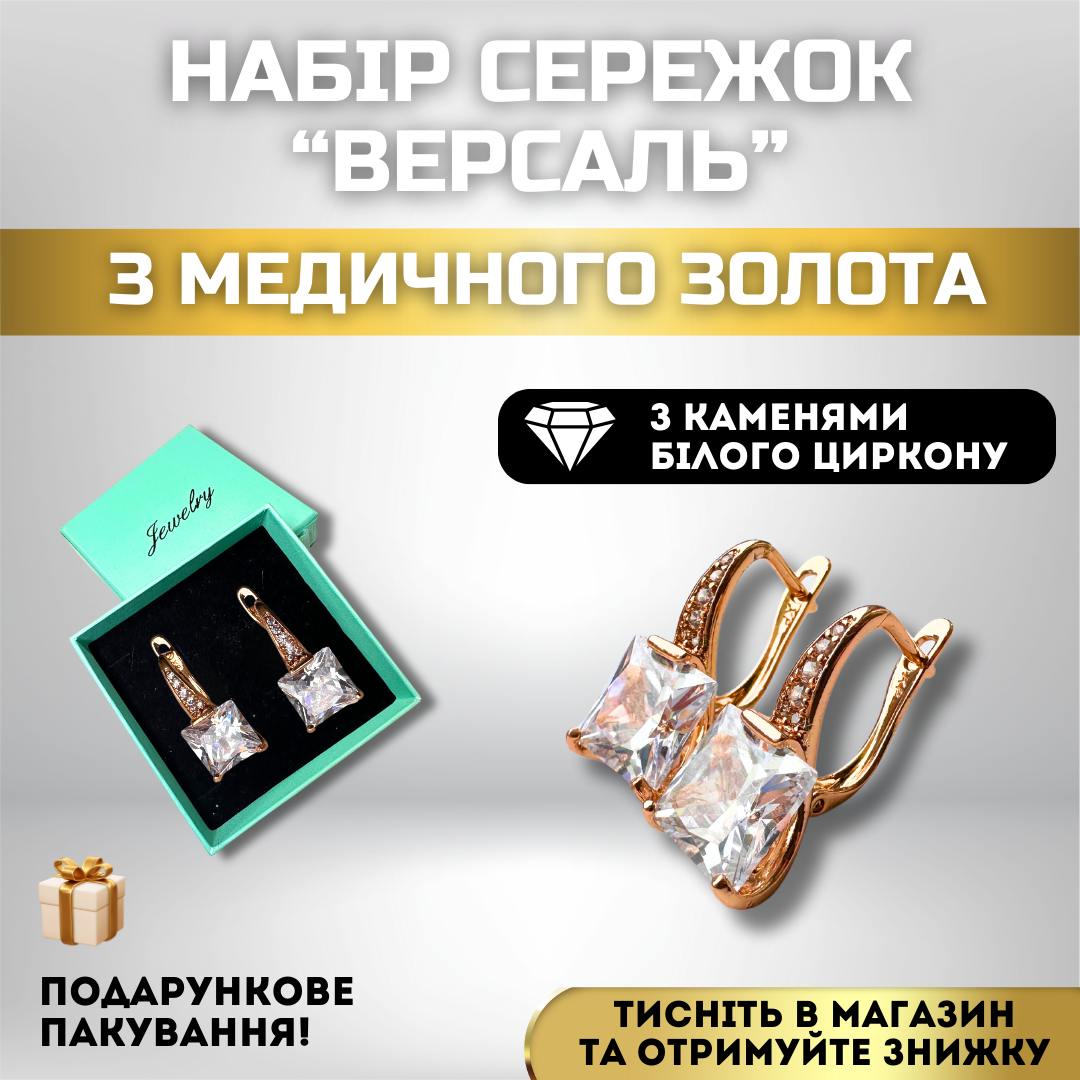 НАБІР СЕРЕЖОК
“ВЕРСАЛЬ”
З МЕДИЧНОГО ЗОЛОТА
З КАМЕНЯМИ
БІЛОГО ЦИРКОНУ
Jewelry
ПОДАРУНКОВЕ
ПАКУВАННЯ!
ТИСНІТЬ В МАГАЗИН
ТА ОТРИМУЙТЕ ЗНИЖКУ